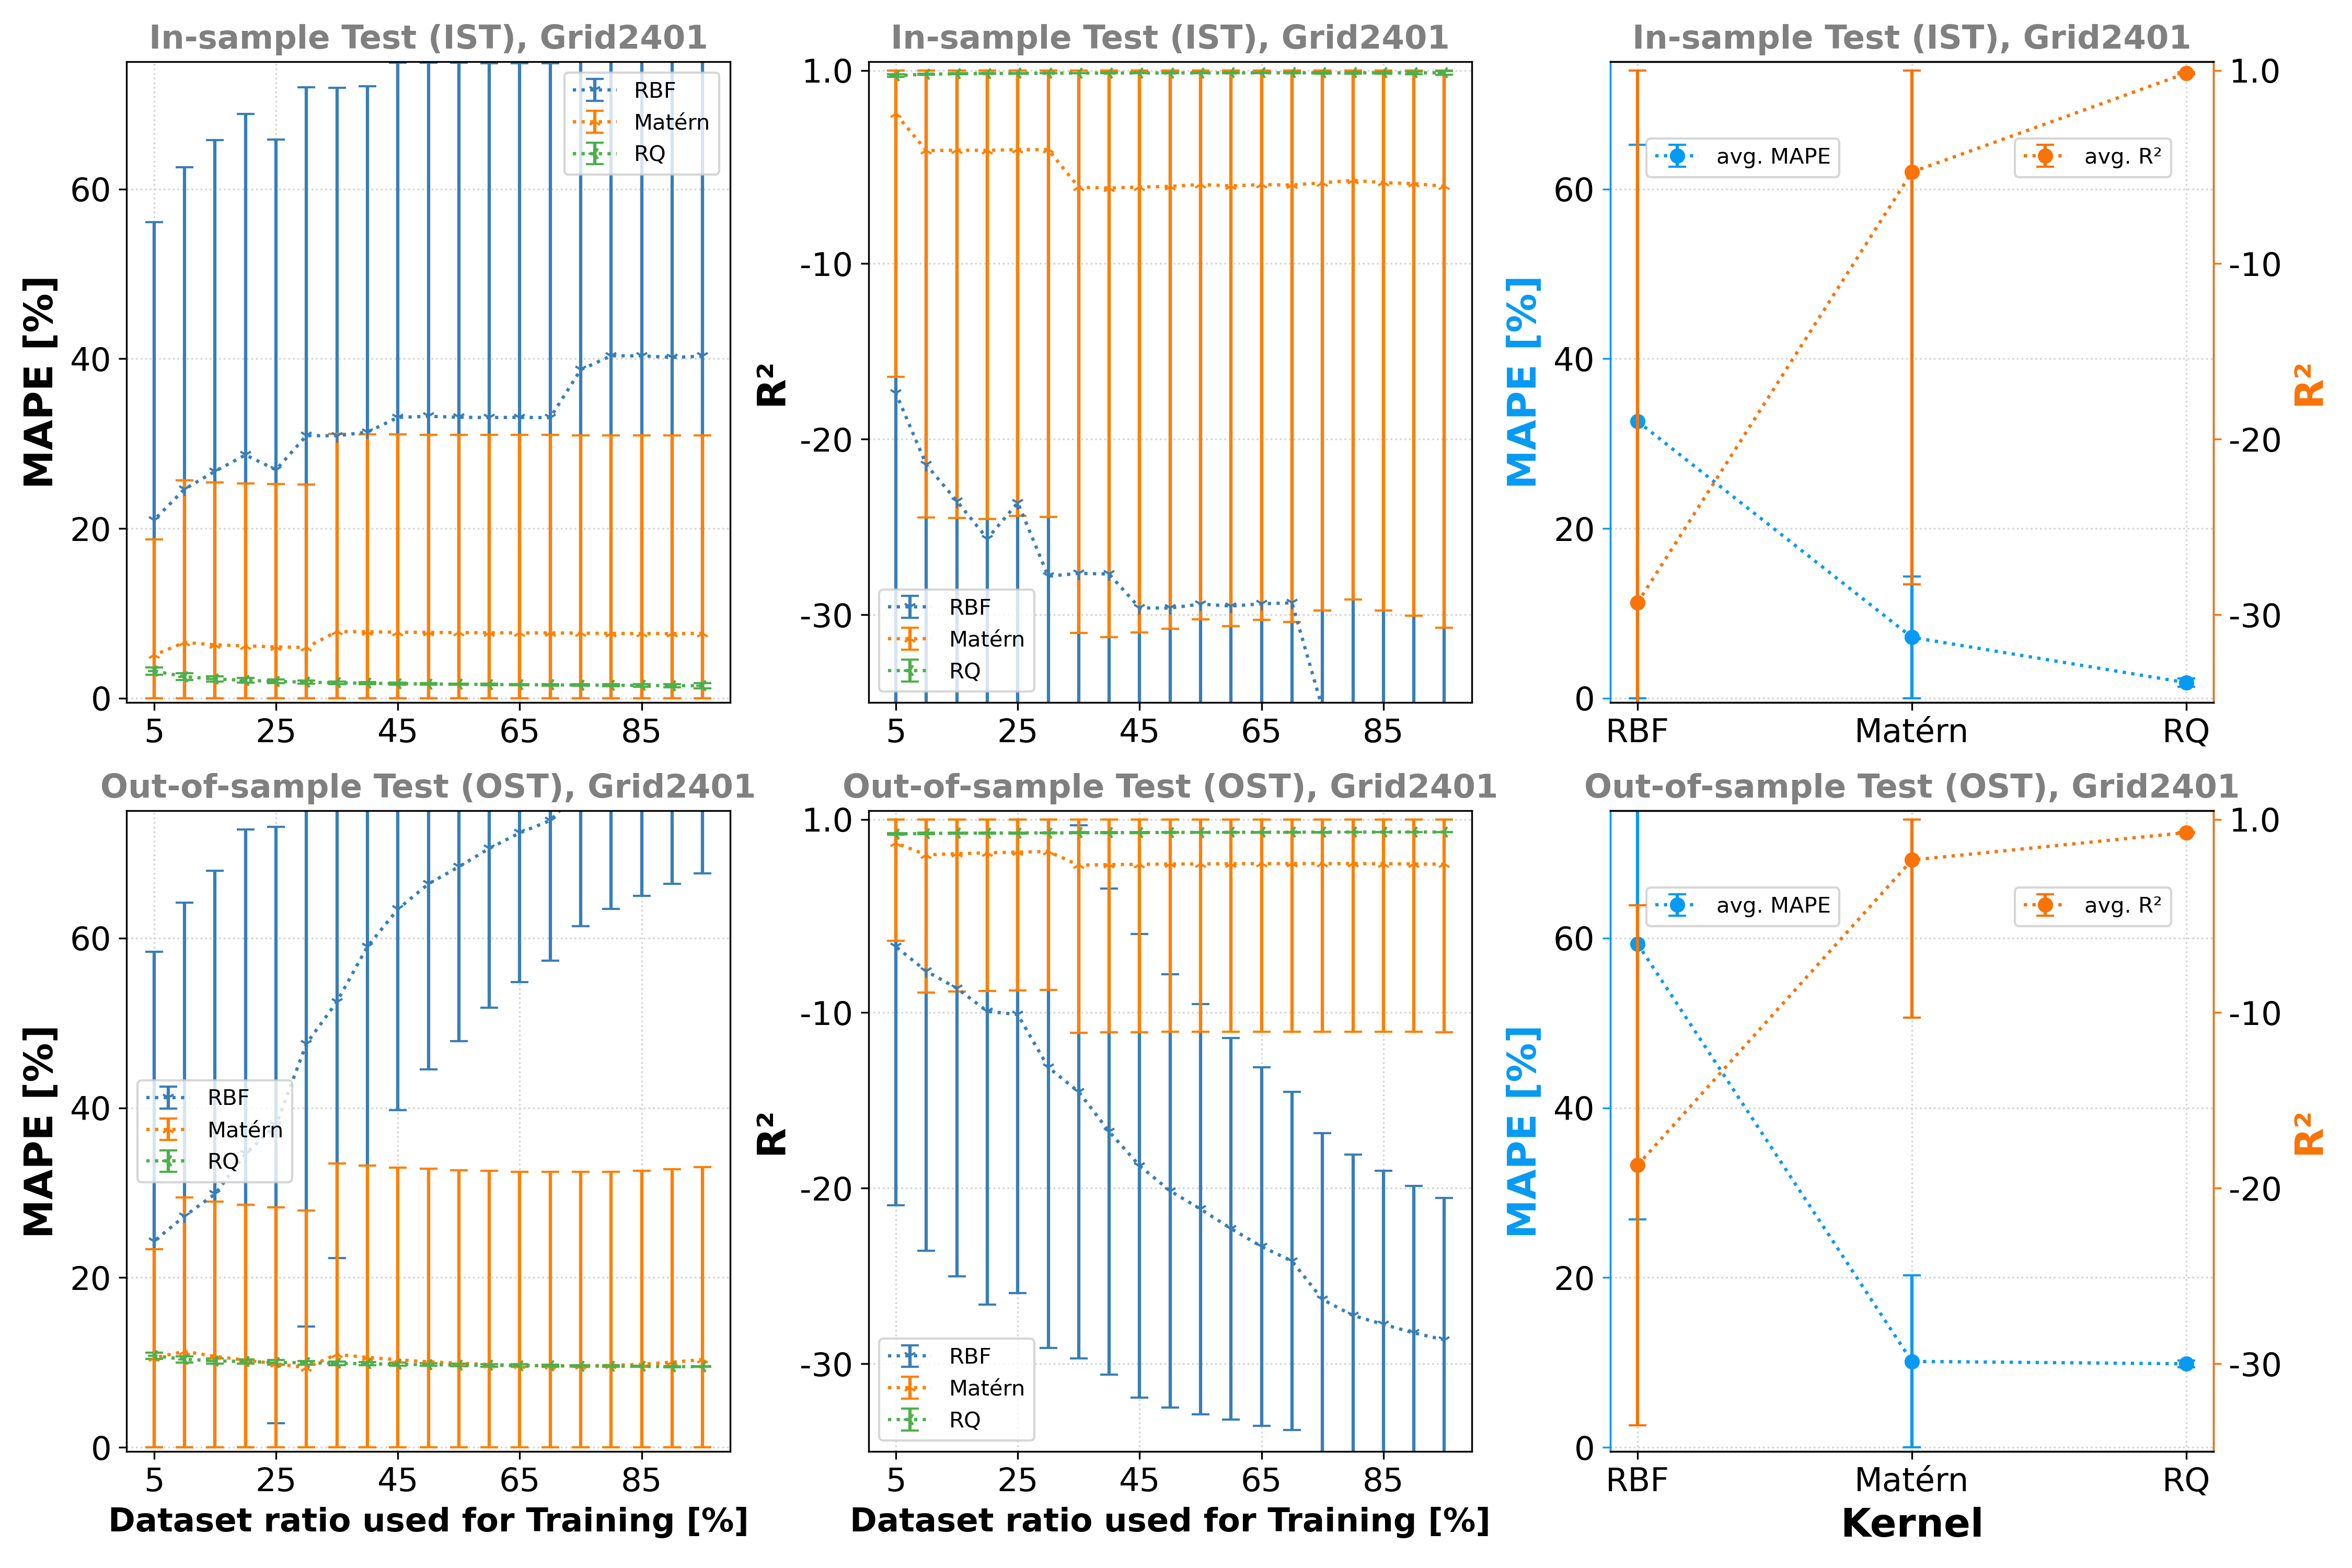 In-sample Test (IST), Grid2401
MAPE [%]
60
40
20
0
5 25 45 65 85
RBF
Matérn
RQ
In-sample Test (IST), Grid2401
R²
1.0
-10
-20
-30
5 25 45 65 85
RBF
Matérn
RQ
In-sample Test (IST), Grid2401
MAPE [%]
60
40
20
0
RBF Matérn RQ
avg. MAPE
avg. R²
1.0
-10
-20
-30
R²
Out-of-sample Test (OST), Grid2401
MAPE [%]
60
40
20
0
5 25 45 65 85
RBF
Matérn
RQ
Dataset ratio used for Training [%]
Out-of-sample Test (OST), Grid2401
R²
1.0
-10
-20
-30
5 25 45 65 85
RBF
Matérn
RQ
Dataset ratio used for Training [%]
Out-of-sample Test (OST), Grid2401
MAPE [%]
60
40
20
0
RBF Matérn RQ
avg. MAPE
avg. R²
1.0
-10
-20
-30
R²
Kernel